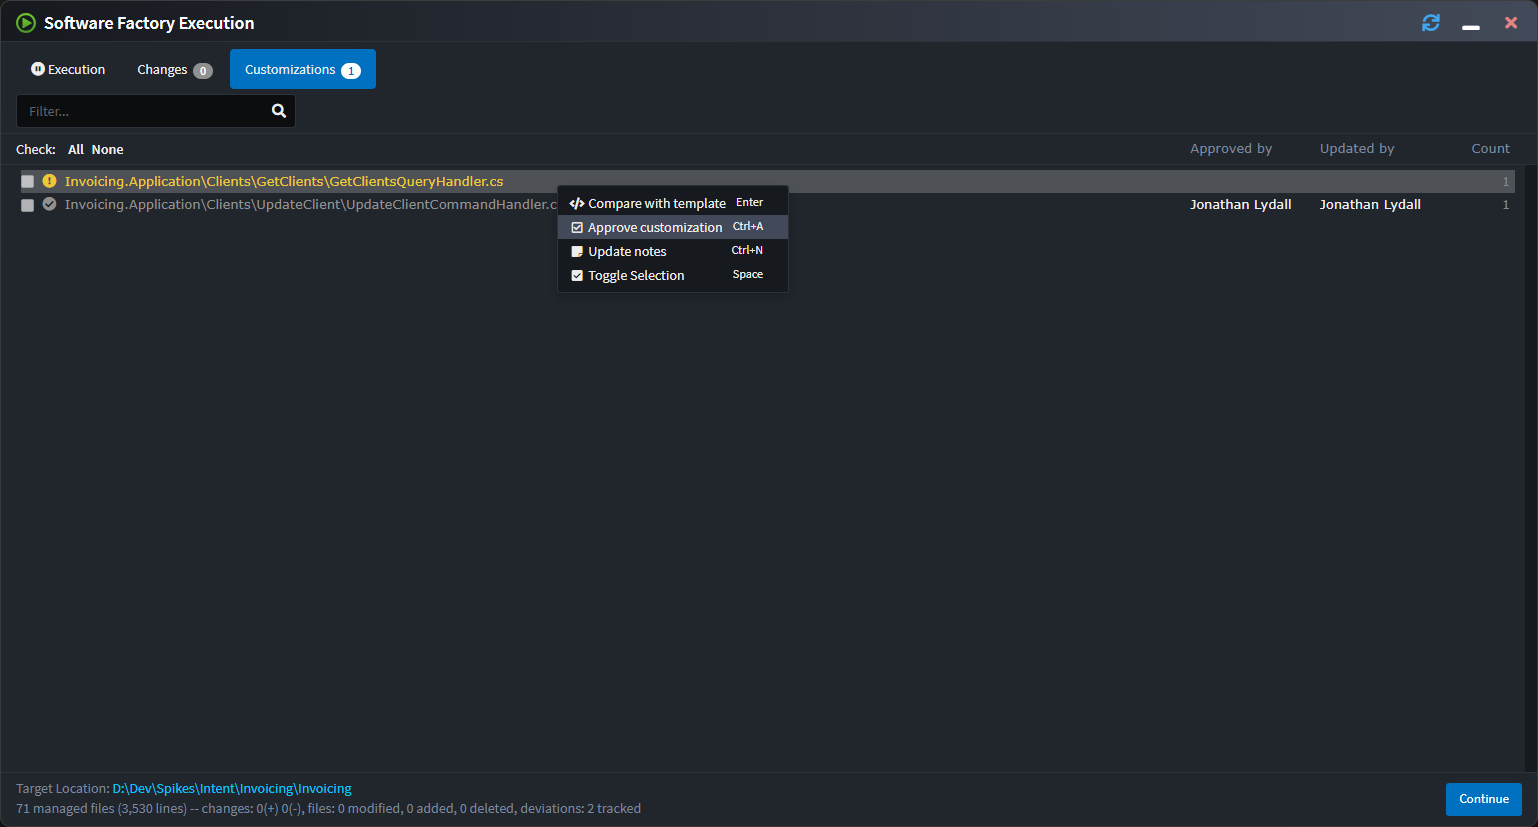 Software Factory Execution
Execution Changes 0 Customizations 1
Filter...
Check: All None Approved by Updated by Count
Invoicing.Application\Clients\GetClients\GetClientsQueryHandler.cs 1
Invoicing.Application\Clients\UpdateClient\UpdateClientCommandHandler.c Jonathan Lydall Jonathan Lydall 1
Compare with template Enter
Approve customization Ctrl+A
Update notes Ctrl+N
Toggle Selection Space
Target Location: D:\Dev\Spikes\Intent\Invoicing\Invoicing
71 managed files (3,530 lines) -- changes: 0(+) 0(-), files: 0 modified, 0 added, 0 deleted, deviations: 2 tracked
Continue